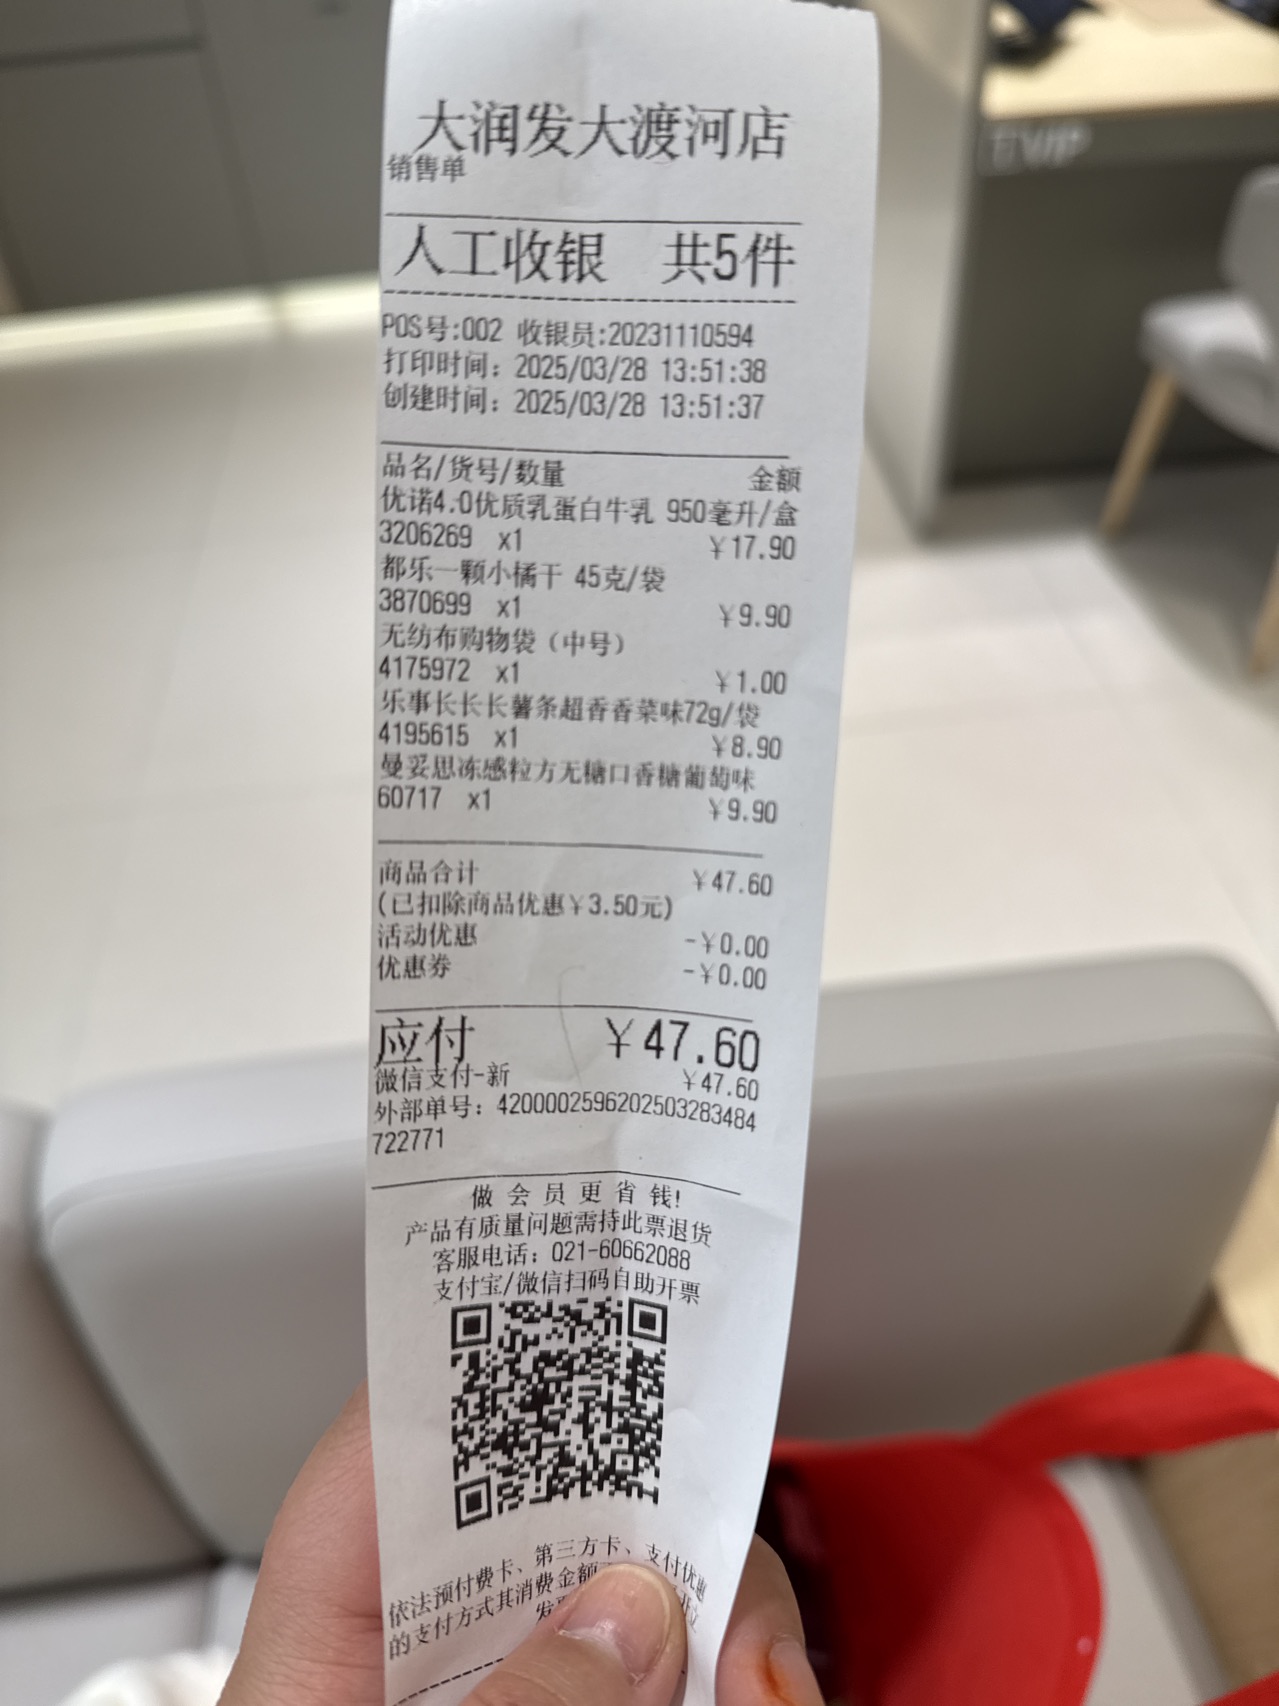 大润发大渡河店
销售单
人工收银 共5件
POS号:002 收银员:20231110594
打印时间：2025/03/28 13:51:38
创建时间：2025/03/28 13:51:37
品名/货号/数量 金额
优诺4.0优质乳蛋白牛乳 950毫升/盒
3206269 x1 ￥17.90
都乐一颗小橘干 45克/袋
3870699 x1 ￥9.90
无纺布购物袋（中号）
4175972 x1 ￥1.00
乐事长长长薯条超香香菜味72g/袋
4195615 x1 ￥8.90
曼妥思冻感粒方无糖口香糖葡萄味
60717 x1 ￥9.90
商品合计 ￥47.60
(已扣除商品优惠￥3.50元)
活动优惠 -￥0.00
优惠券 -￥0.00
应付 ￥47.60
微信支付-新 ￥47.60
外部单号：4200002596202503283484
722771
做会员更省钱!
产品有质量问题需持此票退货
客服电话：021-60662088
支付宝/微信扫码自助开票
依法预付费卡、第三方卡、支付优惠
的支付方式其消费金额
VIP